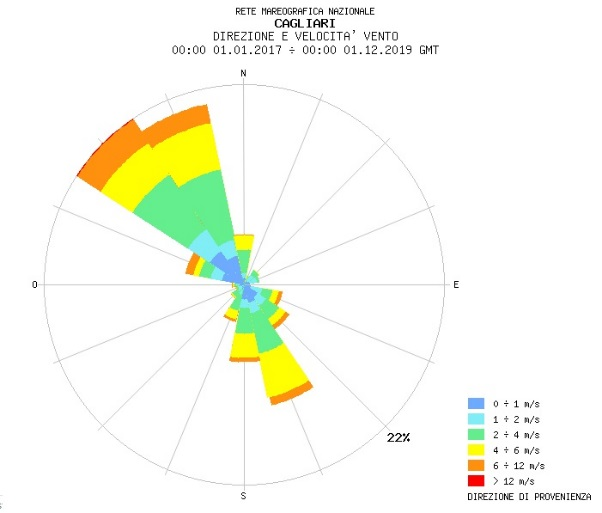 RETE MAREOGRAFICA NAZIONALE
CAGLIARI
DIREZIONE E VELOCITA' VENTO
00:00 01.01.2017 ÷ 00:00 01.12.2019 GMT
N
O
E
22%
S
0 ÷ 1 m/s
1 ÷ 2 m/s
2 ÷ 4 m/s
4 ÷ 6 m/s
6 ÷ 12 m/s
> 12 m/s
DIREZIONE DI PROVENIENZA